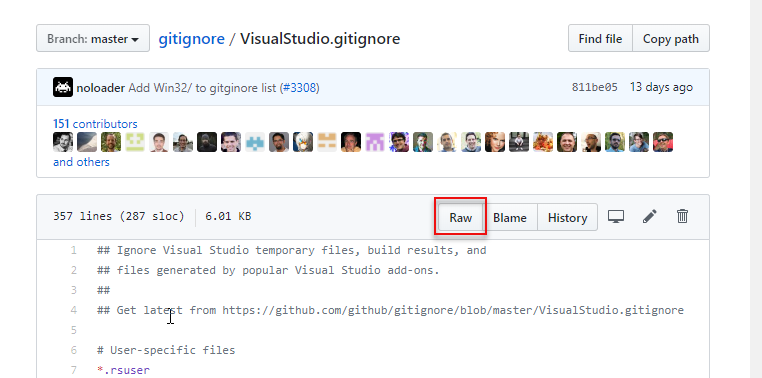 Branch: master
gitignore / VisualStudio.gitignore
Find file
Copy path
noloader Add Win32/ to gitginore list (#3308)
811be05 13 days ago
151 contributors
and others
357 lines (287 sloc) 6.01 KB
Raw
Blame
History
1 ## Ignore Visual Studio temporary files, build results, and
2 ## files generated by popular Visual Studio add-ons.
3 ##
4 ## Get latest from https://github.com/github/gitignore/blob/master/VisualStudio.gitignore
5
6 # User-specific files
7 *.rsuser